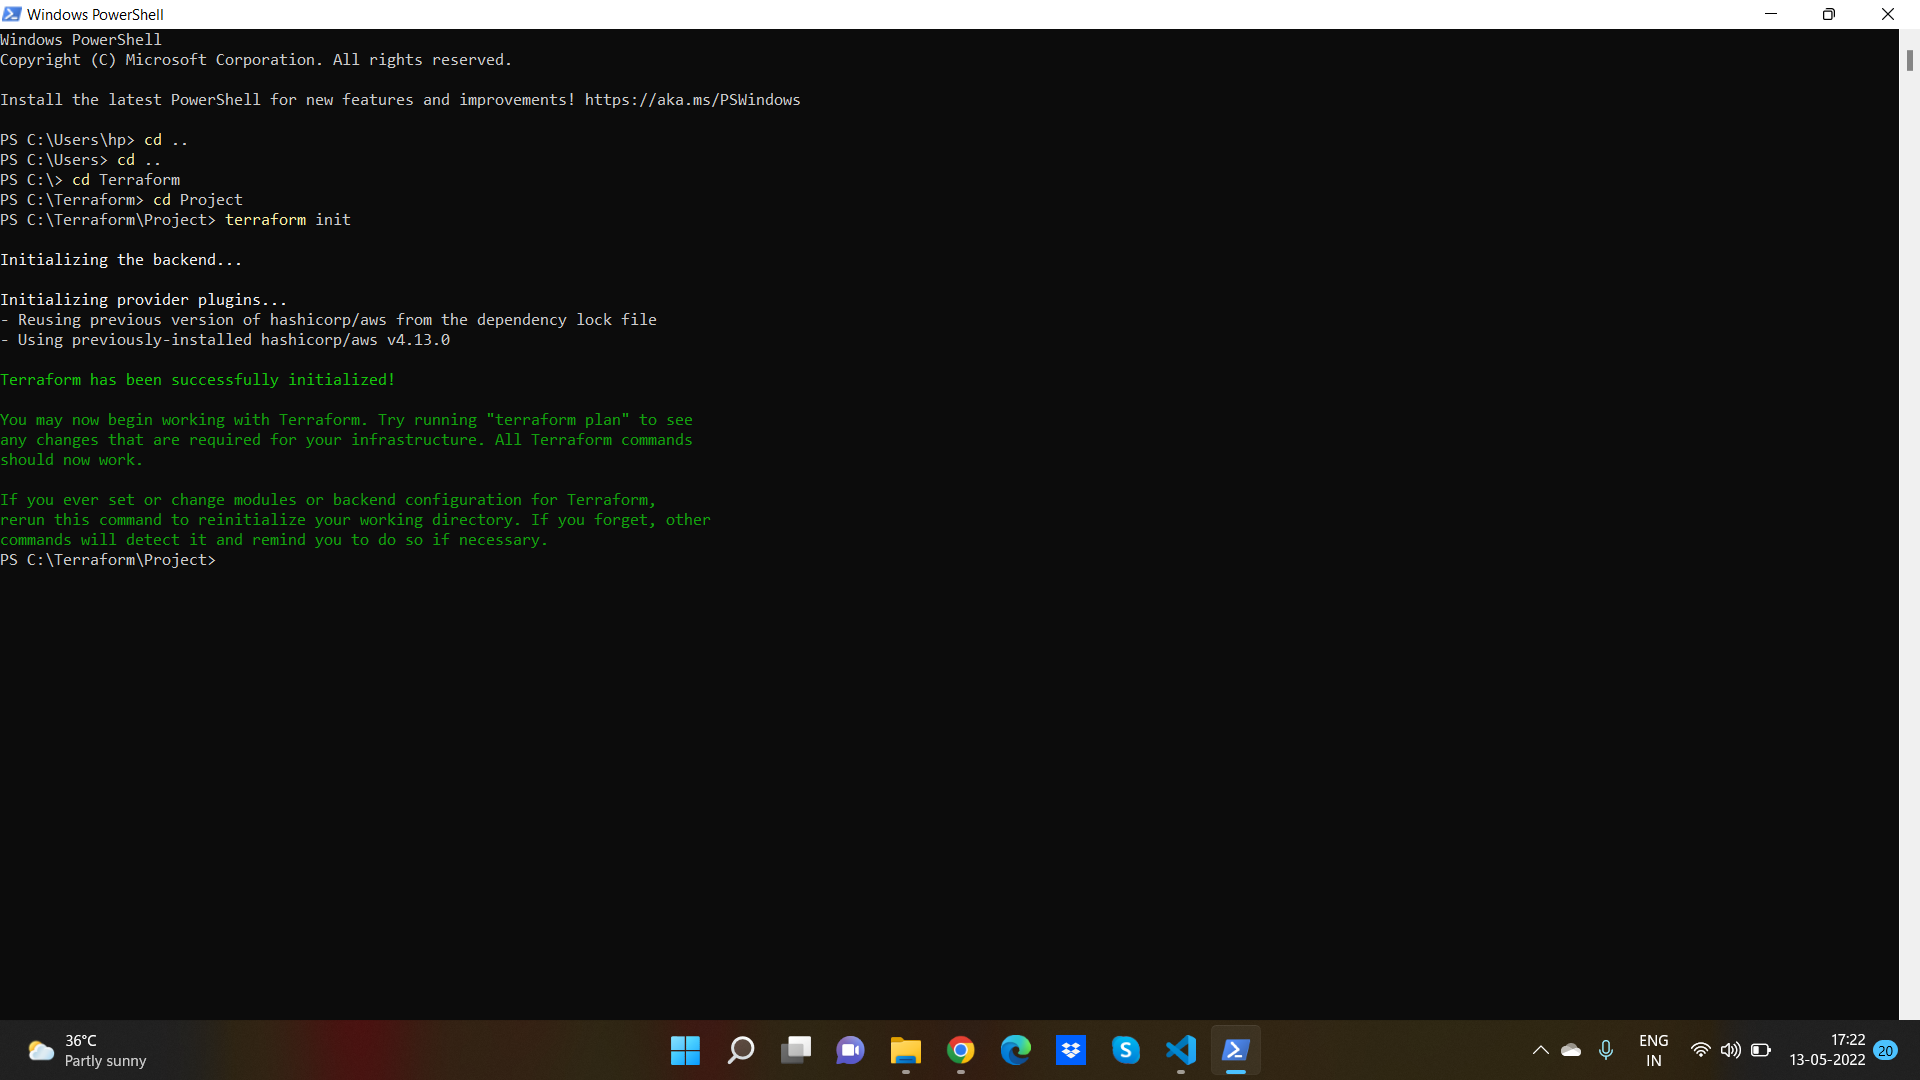 Windows PowerShell
Windows PowerShell
Copyright (C) Microsoft Corporation. All rights reserved.
Install the latest PowerShell for new features and improvements! https://aka.ms/PSWindows
PS C:\Users\hp> cd ..
PS C:\Users> cd ..
PS C:\> cd Terraform
PS C:\Terraform> cd Project
PS C:\Terraform\Project> terraform init
Initializing the backend...
Initializing provider plugins...
- Reusing previous version of hashicorp/aws from the dependency lock file
- Using previously-installed hashicorp/aws v4.13.0
Terraform has been successfully initialized!
You may now begin working with Terraform. Try running "terraform plan" to see
any changes that are required for your infrastructure. All Terraform commands
should now work.
If you ever set or change modules or backend configuration for Terraform,
rerun this command to reinitialize your working directory. If you forget, other
commands will detect it and remind you to do so if necessary.
PS C:\Terraform\Project>
36°C
Partly sunny
S
ENG
IN
17:22
13-05-2022
20